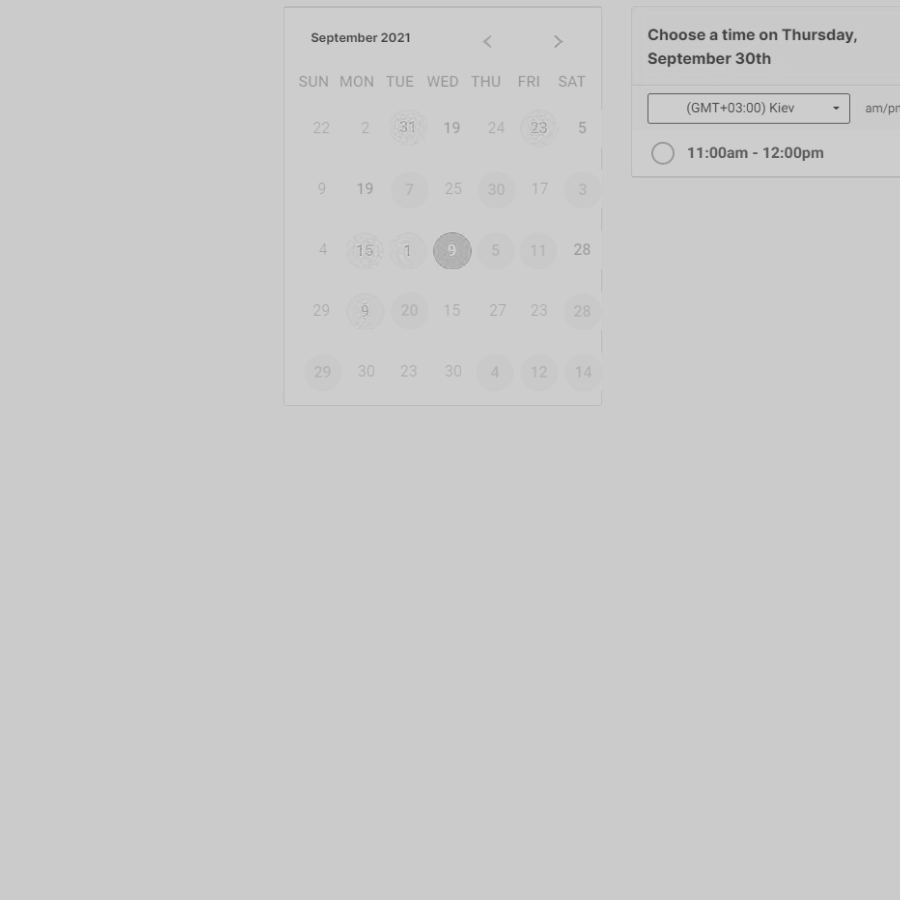 September 2021
SUN MON TUE WED THU FRI SAT
22 2 31 19 24 23 5
9 19 7 25 30 17 3
4 15 1 9 5 11 28
29 9 20 15 27 23 28
29 30 23 30 4 12 14
Choose a time on Thursday,
September 30th
(GMT+03:00) Kiev
11:00am - 12:00pm